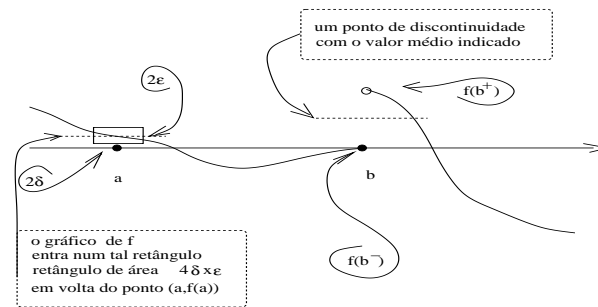 um ponto de discontinuidade
com o valor médio indicado
2ε
f(b⁺)
2δ
a
b
o gráfico de f
entra num tal retângulo
retângulo de área 4δxε
em volta do ponto (a,f(a))
f(b⁻)